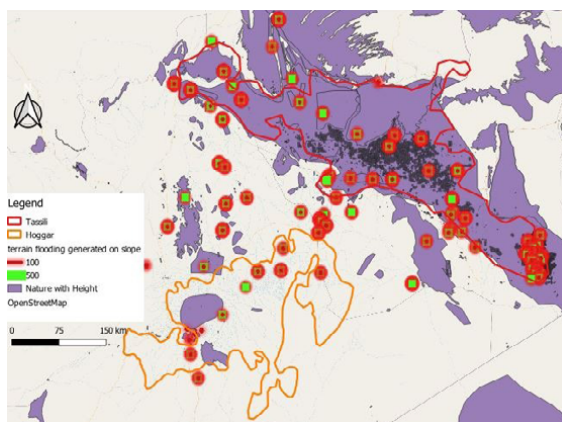 Legend
Tassili
Hoggar
terrain flooding generated on slope
100
500
Nature with Height
OpenStreetMap
0 75 150 km